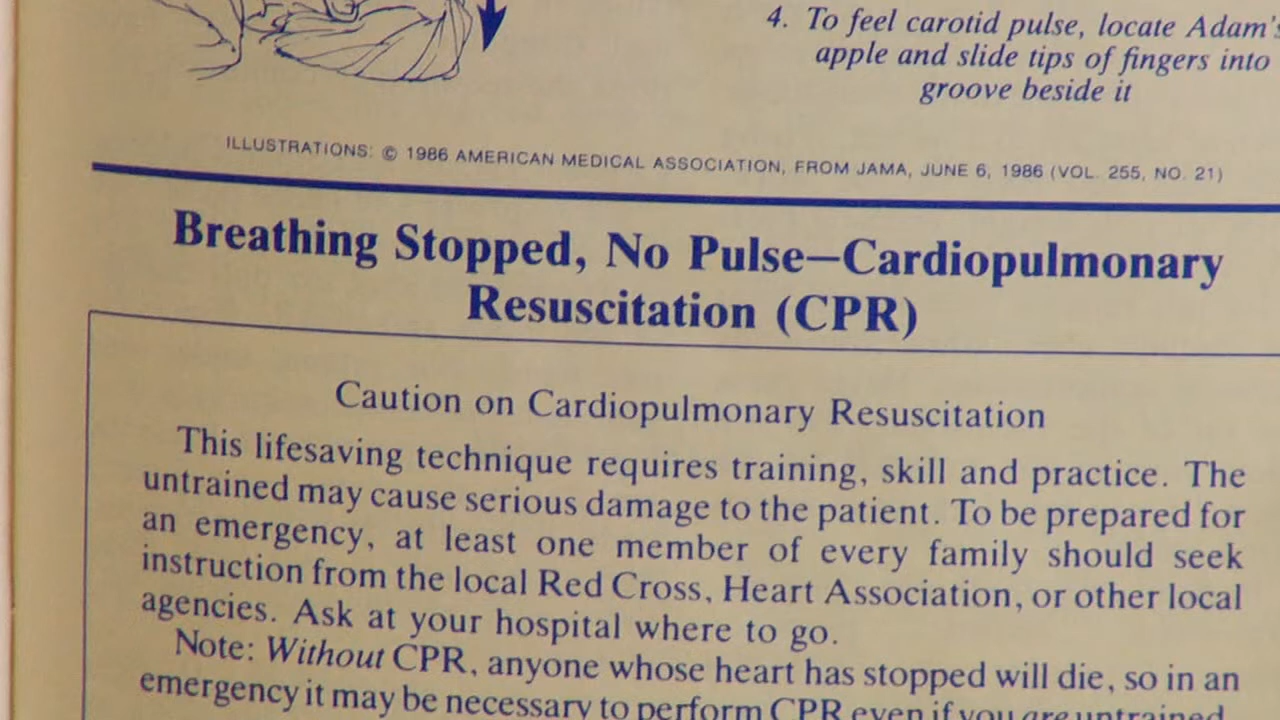 4. To feel carotid pulse, locate Adam's
apple and slide tips of fingers into
groove beside it
ILLUSTRATIONS: © 1986 AMERICAN MEDICAL ASSOCIATION, FROM JAMA, JUNE 6, 1986 (VOL. 255, NO. 21)
Breathing Stopped, No Pulse—Cardiopulmonary
Resuscitation (CPR)
Caution on Cardiopulmonary Resuscitation
This lifesaving technique requires training, skill and practice. The
untrained may cause serious damage to the patient. To be prepared for
an emergency, at least one member of every family should seek
instruction from the local Red Cross, Heart Association, or other local
agencies. Ask at your hospital where to go.
Note: Without CPR, anyone whose heart has stopped will die, so in an
emergency it may be necessary to perform CPR even if you are untrained.